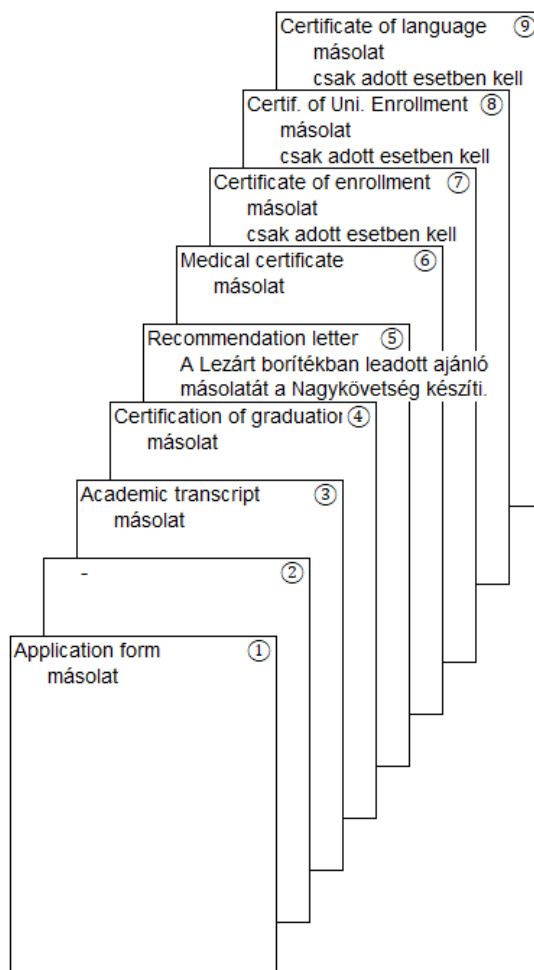 Certificate of language ⑨
másolat
csak adott esetben kell
Certif. of Uni. Enrollment ⑧
másolat
csak adott esetben kell
Certificate of enrollment ⑦
másolat
csak adott esetben kell
Medical certificate ⑥
másolat
Recommendation letter ⑤
A Lezárt borítékban leadott ajánló
másolatát a Nagykövetség készíti.
Certification of graduation ④
másolat
Academic transcript ③
másolat
- ②
Application form ①
másolat